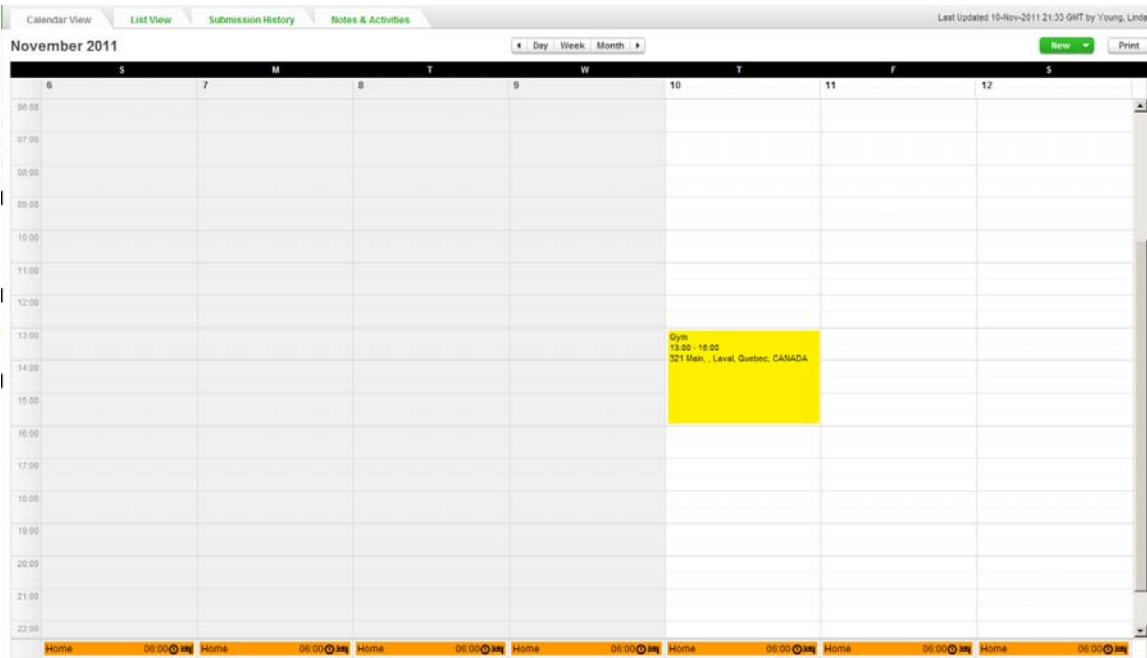 Calendar View List View Submission History Notes & Activities Last Updated 10-Nov-2011 21:33 GMT by Young, Linda
November 2011 Day Week Month New Print
S M T W T F S
6 7 8 9 10 11 12
06:00
07:00
08:00
09:00
10:00
11:00
12:00
13:00
Gym
13:00 - 16:00
321 Main, , Laval, Quebec, CANADA
14:00
15:00
16:00
17:00
18:00
19:00
20:00
21:00
22:00
Home 06:00 Home 06:00 Home 06:00 Home 06:00 Home 06:00 Home 06:00 Home 06:00